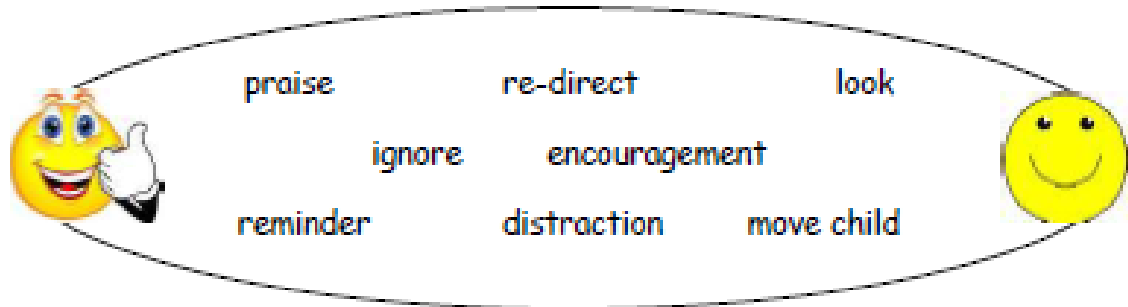 praise re-direct look
ignore encouragement
reminder distraction move child